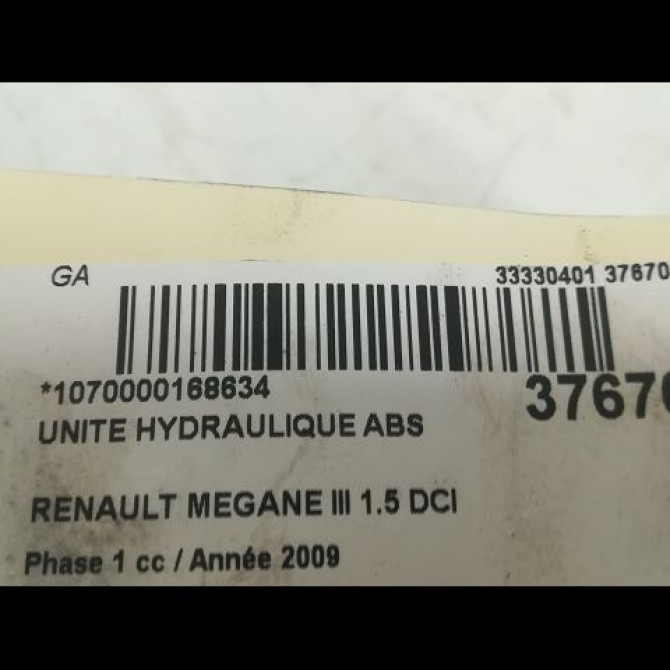 GA 33330401 37670
*1070000168634 3767
UNITE HYDRAULIQUE ABS
RENAULT MEGANE III 1.5 DCI
Phase 1 cc / Année 2009